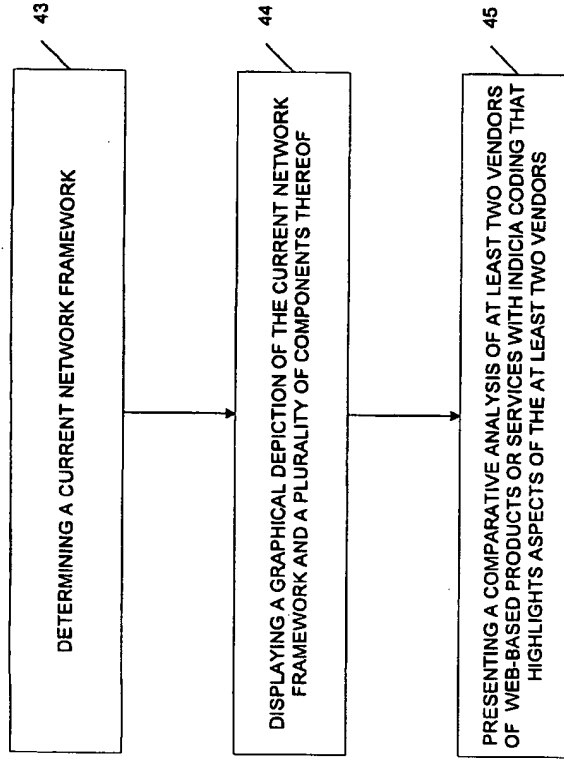 43
DETERMINING A CURRENT NETWORK FRAMEWORK
44
DISPLAYING A GRAPHICAL DEPICTION OF THE CURRENT NETWORK
FRAMEWORK AND A PLURALITY OF COMPONENTS THEREOF
45
PRESENTING A COMPARATIVE ANALYSIS OF AT LEAST TWO VENDORS
OF WEB-BASED PRODUCTS OR SERVICES WITH INDICIA CODING THAT
HIGHLIGHTS ASPECTS OF THE AT LEAST TWO VENDORS